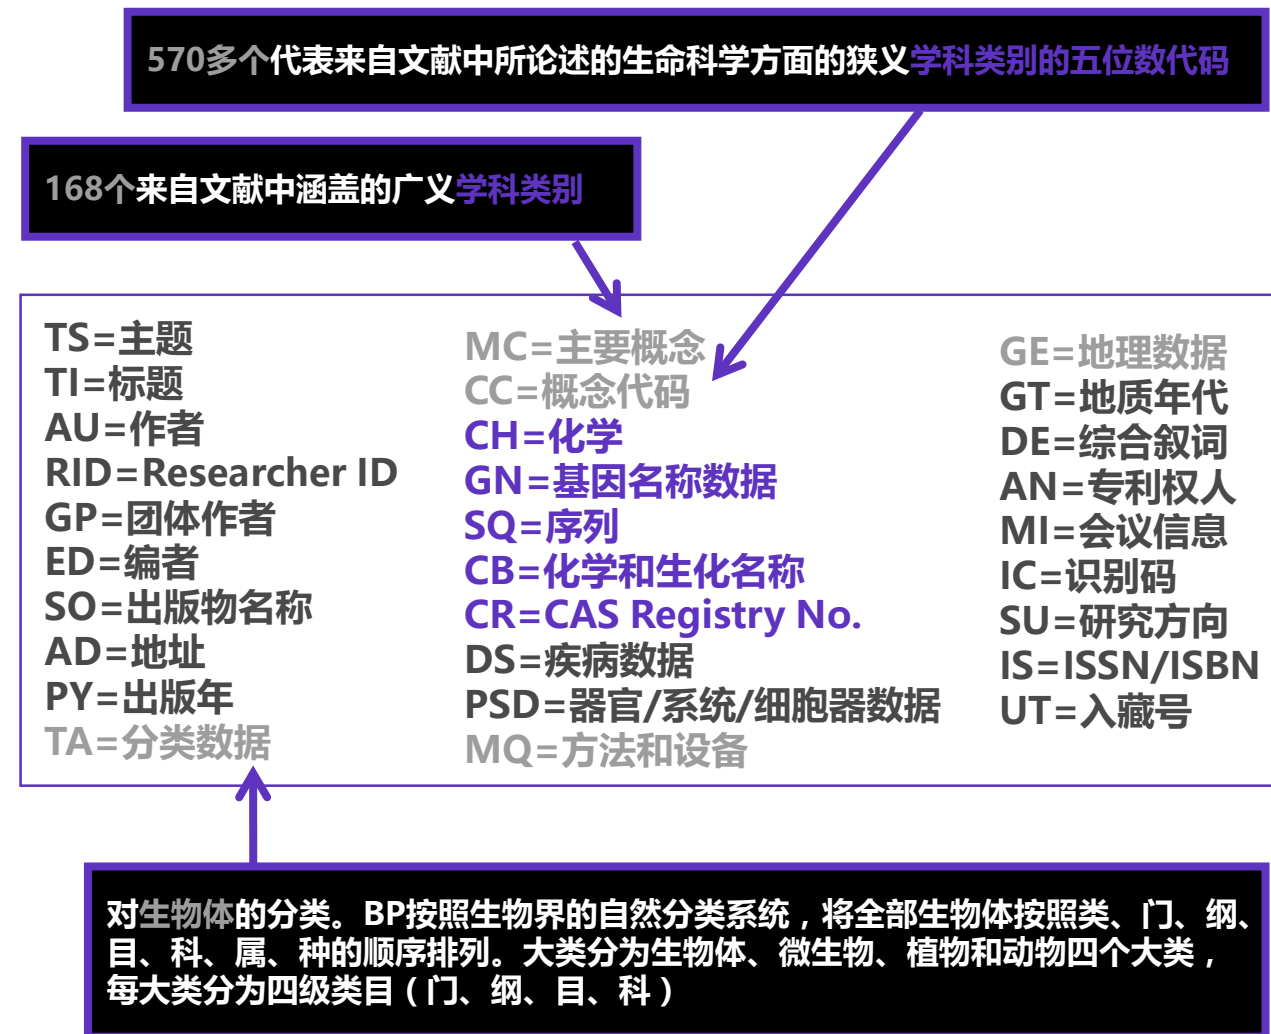 570多个代表来自文献中所论述的生命科学方面的狭义学科类别的五位数代码
168个来自文献中涵盖的广义学科类别
TS=主题
TI=标题
AU=作者
RID=Researcher ID
GP=团体作者
ED=编者
SO=出版物名称
AD=地址
PY=出版年
TA=分类数据
MC=主要概念
CC=概念代码
CH=化学
GN=基因名称数据
SQ=序列
CB=化学和生化名称
CR=CAS Registry No.
DS=疾病数据
PSD=器官/系统/细胞器数据
MQ=方法和设备
GE=地理数据
GT=地质年代
DE=综合叙词
AN=专利权人
MI=会议信息
IC=识别码
SU=研究方向
IS=ISSN/ISBN
UT=入藏号
对生物体的分类。BP按照生物界的自然分类系统，将全部生物体按照类、门、纲、
目、科、属、种的顺序排列。大类分为生物体、微生物、植物和动物四个大类，
每大类分为四级类目（门、纲、目、科）